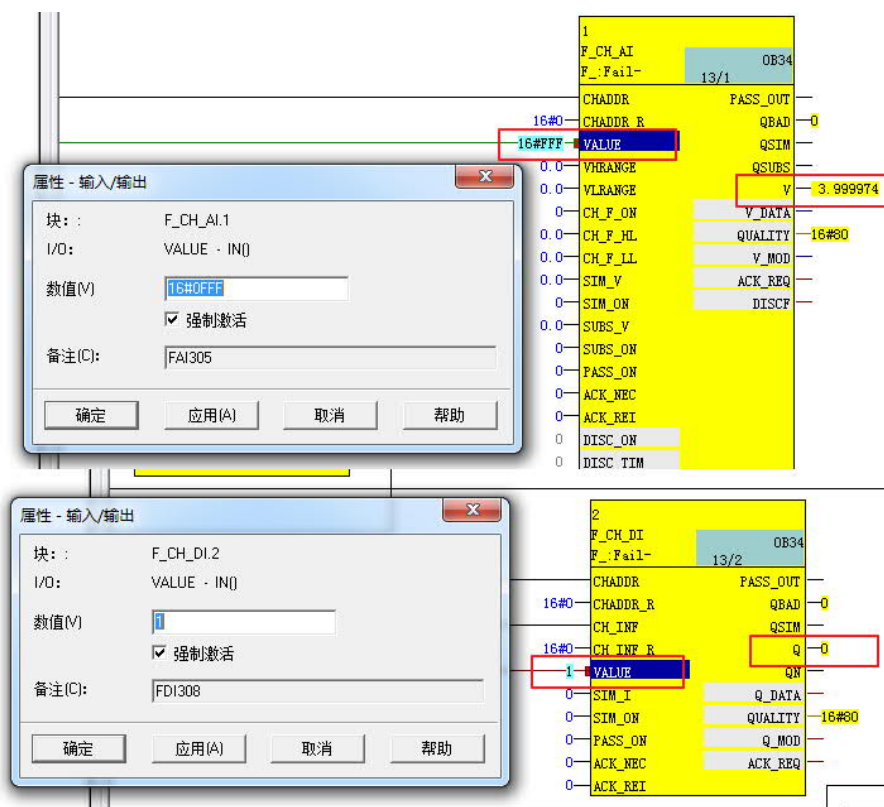 1
F_CH_AI
F_:Fail-
OB34
13/1
CHADDR
PASS_OUT
16#0
CHADDR_R
QBAD
0
16#FFF
VALUE
QSIM
0.0
VHRANGE
QSUBS
0.0
VLRANGE
V
3.999974
0
CH_F_ON
V_DATA
0.0
CH_F_HL
QUALITY
16#80
0.0
CH_F_LL
V_MOD
0.0
SIM_V
ACK_REQ
0
SIM_ON
DISCF
0.0
SUBS_V
0
SUBS_ON
0
PASS_ON
0
ACK_NEC
0
ACK_REI
0
DISC_ON
0
DISC_TIM
属性 - 输入/输出
块: :
F_CH_AI.1
I/O:
VALUE - IN()
数值(V)
16#0FFF
强制激活
备注(C):
FAI305
确定
应用(A)
取消
帮助
属性 - 输入/输出
块: :
F_CH_DI.2
I/O:
VALUE - IN()
数值(V)
1
强制激活
备注(C):
FDI308
确定
应用(A)
取消
帮助
2
F_CH_DI
F_:Fail-
OB34
13/2
CHADDR
PASS_OUT
16#0
CHADDR_R
QBAD
0
CH_INF
QSIM
16#0
CH_INF_R
Q
0
1
VALUE
QN
0
SIM_I
Q_DATA
0
SIM_ON
QUALITY
16#80
0
PASS_ON
Q_MOD
0
ACK_NEC
ACK_REQ
0
ACK_REI